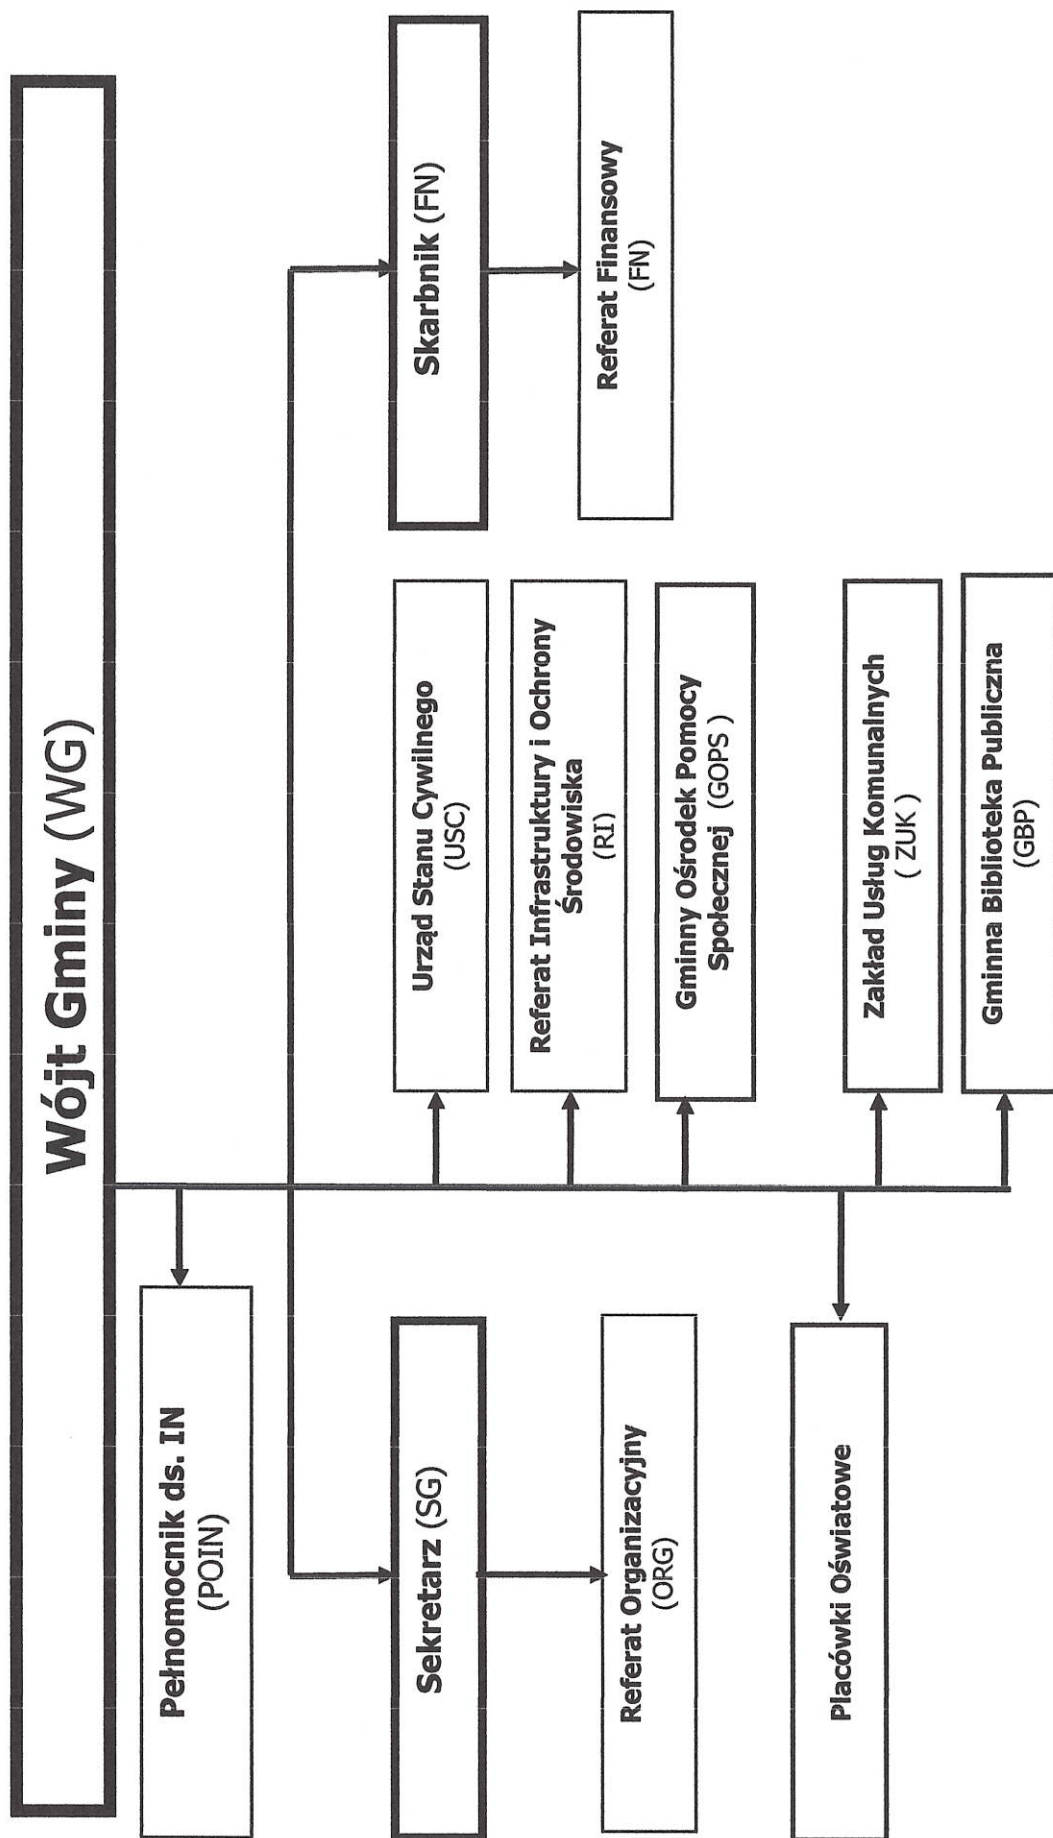 Wójt Gminy (WG)
Pełnomocnik ds. IN
(POIN)
Sekretarz (SG)
Skarbnik (FN)
Referat Organizacyjny
(ORG)
Referat Finansowy
(FN)
Urząd Stanu Cywilnego
(USC)
Referat Infrastruktury i Ochrony
Środowiska
(RI)
Gminny Ośrodek Pomocy
Społecznej (GOPS )
Placówki Oświatowe
Zakład Usług Komunalnych
( ZUK )
Gminna Biblioteka Publiczna
(GBP)